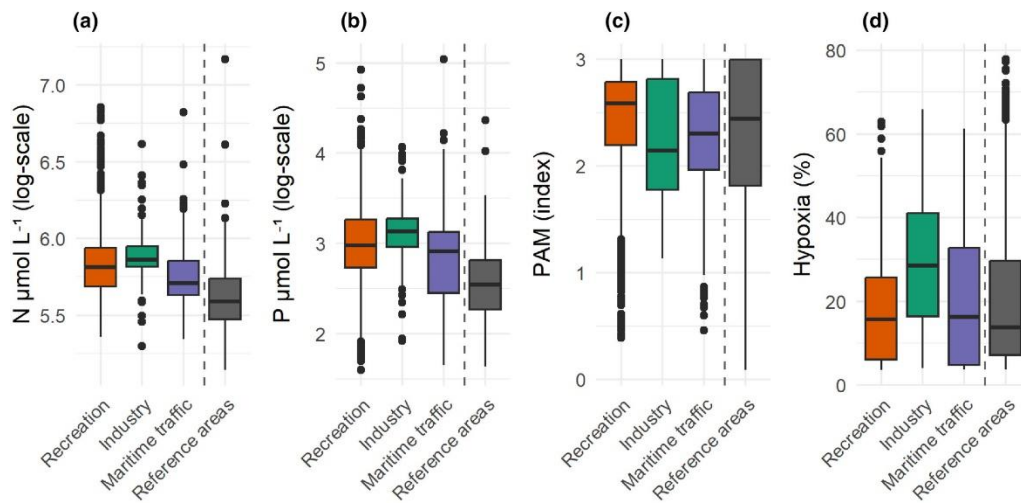 (a)
N µmol L⁻¹ (log-scale)
7.0
6.5
6.0
5.5
Recreation
Industry
Maritime traffic
Reference areas
(b)
P µmol L⁻¹ (log-scale)
5
4
3
2
Recreation
Industry
Maritime traffic
Reference areas
(c)
PAM (index)
3
2
1
0
Recreation
Industry
Maritime traffic
Reference areas
(d)
Hypoxia (%)
80
60
40
20
0
Recreation
Industry
Maritime traffic
Reference areas